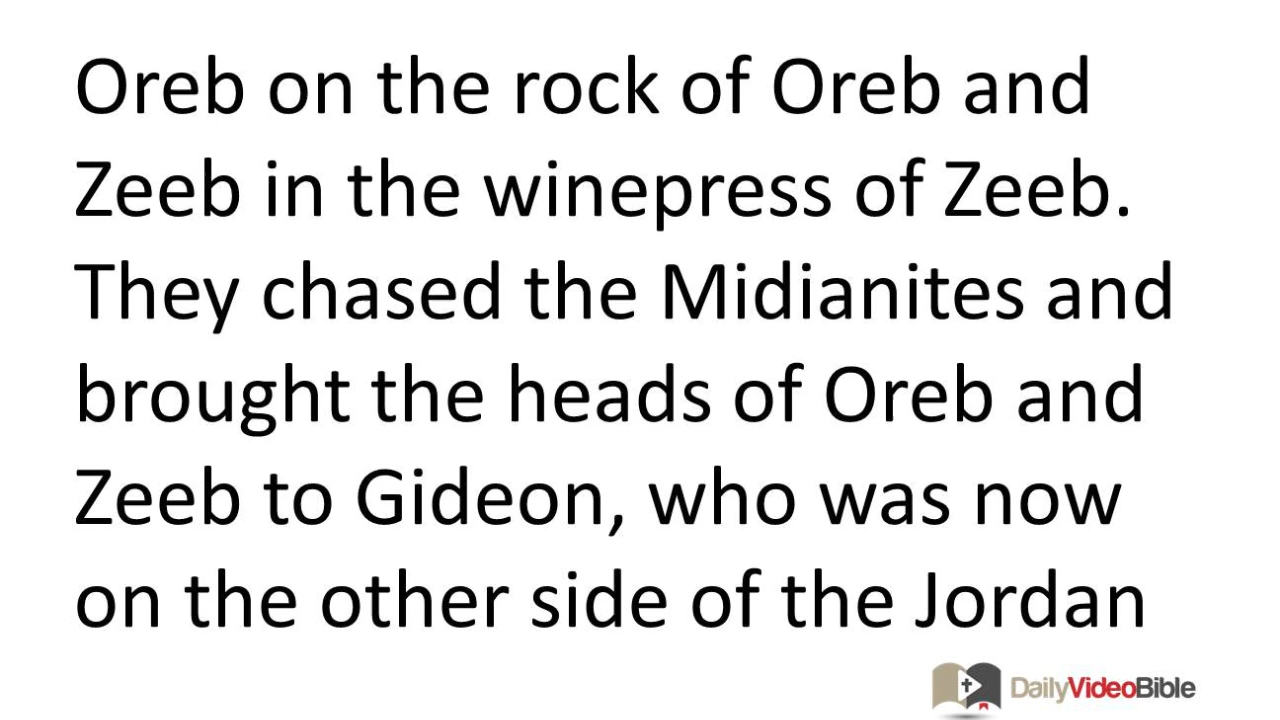 Oreb on the rock of Oreb and
Zeeb in the winepress of Zeeb.
They chased the Midianites and
brought the heads of Oreb and
Zeeb to Gideon, who was now
on the other side of the Jordan
DailyVideoBible